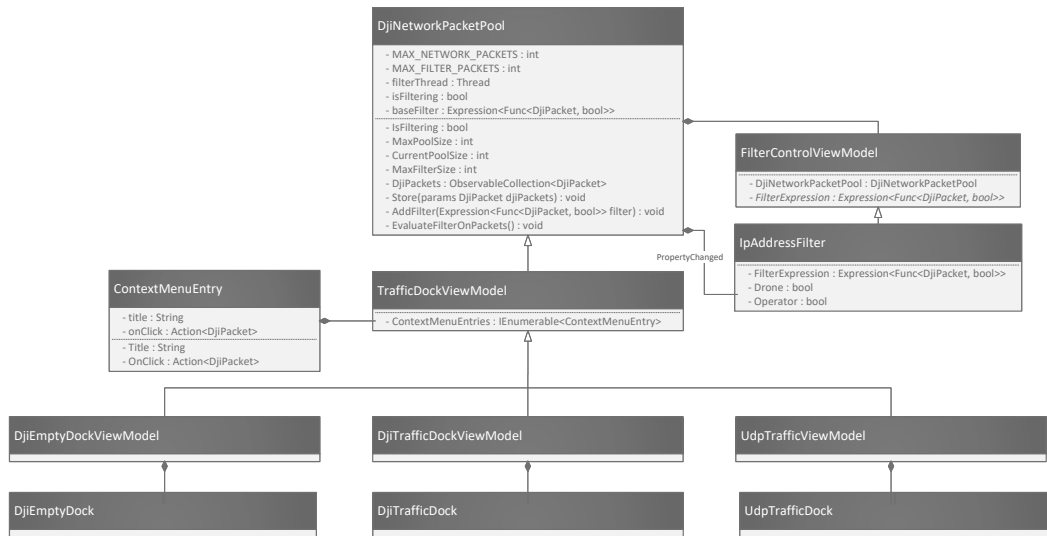 DjiNetworkPacketPool
- MAX_NETWORK_PACKETS : int
- MAX_FILTER_PACKETS : int
- filterThread : Thread
- isFiltering : bool
- baseFilter : Expression<Func<DjiPacket, bool>>
- IsFiltering : bool
- MaxPoolSize : int
- CurrentPoolSize : int
- MaxFilterSize : int
- DjiPackets : ObservableCollection<DjiPacket>
- Store(params DjiPacket djiPackets) : void
- AddFilter(Expression<Func<DjiPacket, bool>> filter) : void
- EvaluateFilterOnPackets() : void
FilterControlViewModel
- DjiNetworkPacketPool : DjiNetworkPacketPool
- FilterExpression : Expression<Func<DjiPacket, bool>>
PropertyChanged
IpAddressFilter
- FilterExpression : Expression<Func<DjiPacket, bool>>
- Drone : bool
- Operator : bool
ContextMenuEntry
- title : String
- onClick : Action<DjiPacket>
- Title : String
- OnClick : Action<DjiPacket>
TrafficDockViewModel
- ContextMenuEntries : IEnumerable<ContextMenuEntry>
DjiEmptyDockViewModel
DjiTrafficDockViewModel
UdpTrafficViewModel
DjiEmptyDock
DjiTrafficDock
UdpTrafficDock